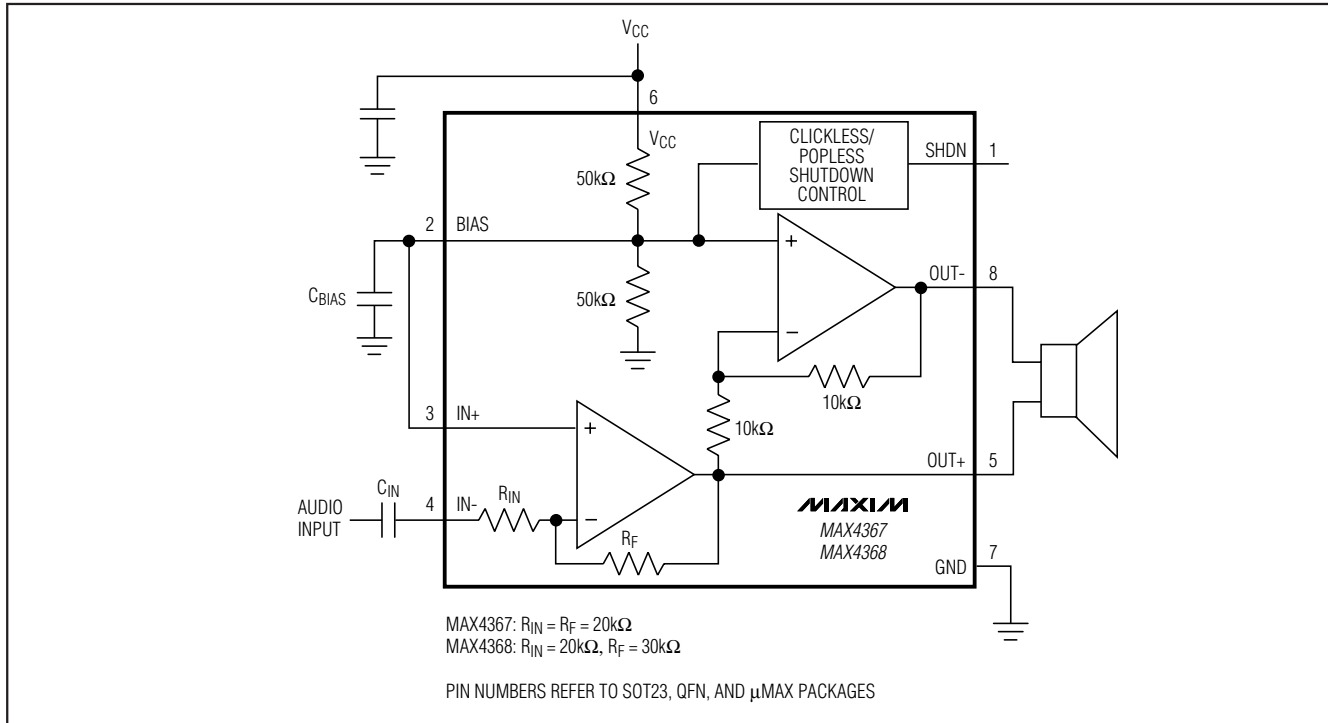 VCC
6
VCC
CLICKLESS/
POPLESS
SHUTDOWN
CONTROL
SHDN 1
50kΩ
2 BIAS
50kΩ
CBIAS
OUT- 8
+
−
10kΩ
10kΩ
3 IN+
+
OUT+ 5
CIN
AUDIO
INPUT
4 IN-
RIN
−
RF
MAXIM
MAX4367
MAX4368
GND 7
MAX4367: RIN = RF = 20kΩ
MAX4368: RIN = 20kΩ, RF = 30kΩ
PIN NUMBERS REFER TO SOT23, QFN, AND µMAX PACKAGES